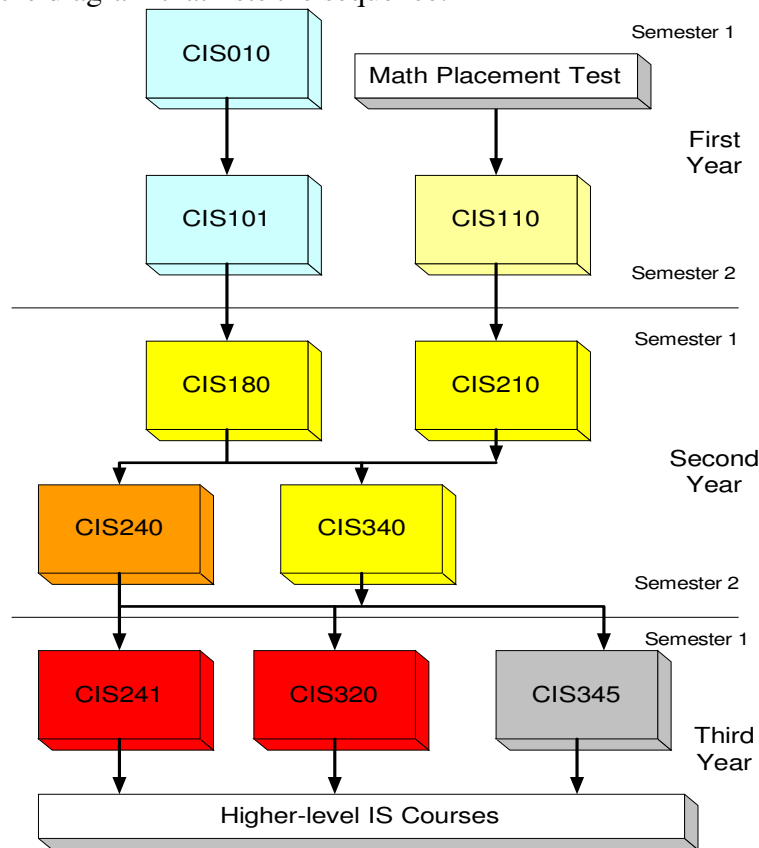 Semester 1
CIS010
Math Placement Test
First
Year
CIS101
CIS110
Semester 2
Semester 1
CIS180
CIS210
Second
Year
CIS240
CIS340
Semester 2
Semester 1
CIS241
CIS320
CIS345
Third
Year
Higher-level IS Courses